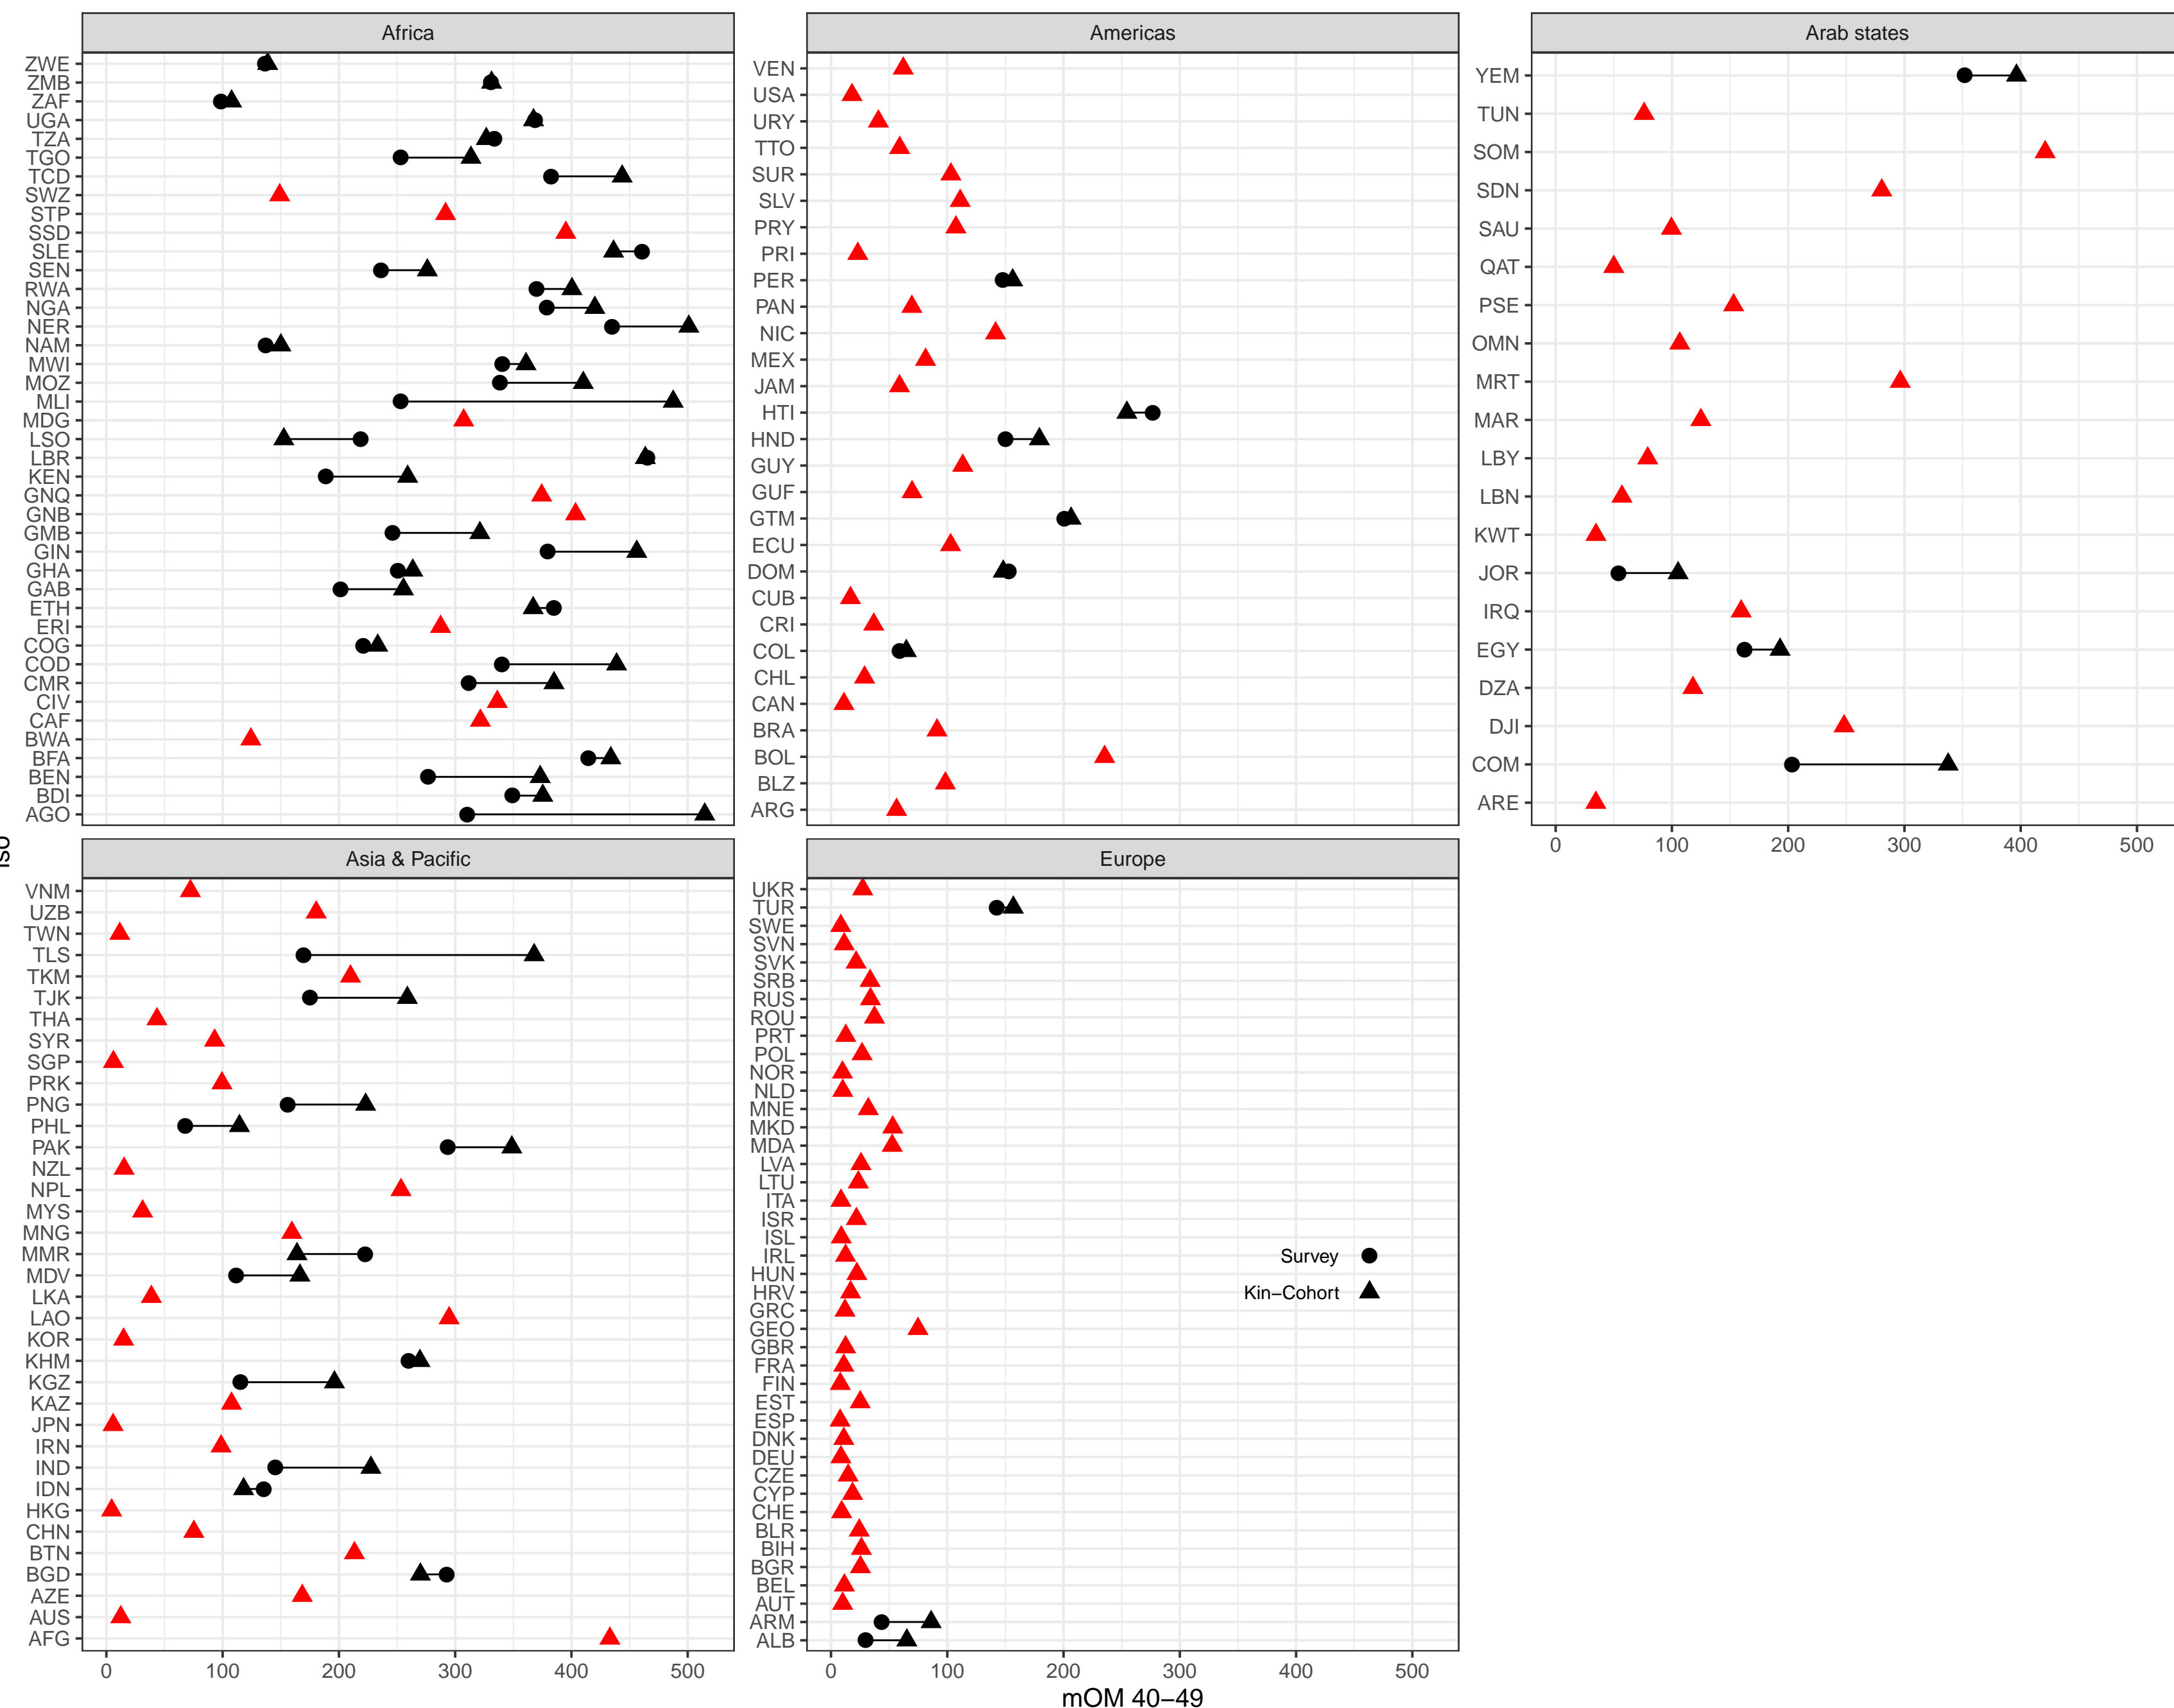 Africa
ZWE
ZMB
ZAF
UGA
TZA
TGO
TCD
SWZ
STP
SSD
SLE
SEN
RWA
NGA
NER
NAM
MWI
MOZ
MLI
MDG
LSO
LBR
KEN
GNQ
GNB
GMB
GIN
GHA
GAB
ETH
ERI
COG
COD
CMR
CIV
CAF
BWA
BFA
BEN
BDI
AGO
Americas
VEN
USA
URY
TTO
SUR
SLV
PRY
PRI
PER
PAN
NIC
MEX
JAM
HTI
HND
GUY
GUF
GTM
ECU
DOM
CUB
CRI
COL
CHL
CAN
BRA
BOL
BLZ
ARG
Arab states
YEM
TUN
SOM
SDN
SAU
QAT
PSE
OMN
MRT
MAR
LBY
LBN
KWT
JOR
IRQ
EGY
DZA
DJI
COM
ARE
0 100 200 300 400 500
iso
Asia & Pacific
VNM
UZB
TWN
TLS
TKM
TJK
THA
SYR
SGP
PRK
PNG
PHL
PAK
NZL
NPL
MYS
MNG
MMR
MDV
LKA
LAO
KOR
KHM
KGZ
KAZ
JPN
IRN
IND
IDN
HKG
CHN
BTN
BGD
AZE
AUS
AFG
0 100 200 300 400 500
Europe
UKR
TUR
SWE
SVN
SVK
SRB
RUS
ROU
PRT
POL
NOR
NLD
MNE
MKD
MDA
LVA
LTU
ITA
ISR
ISL
IRL
HUN
HRV
GRC
GEO
GBR
FRA
FIN
EST
ESP
DNK
DEU
CZE
CYP
CHE
BLR
BIH
BGR
BEL
AUT
ARM
ALB
Survey
Kin−Cohort
0 100 200 300 400 500
mOM 40−49